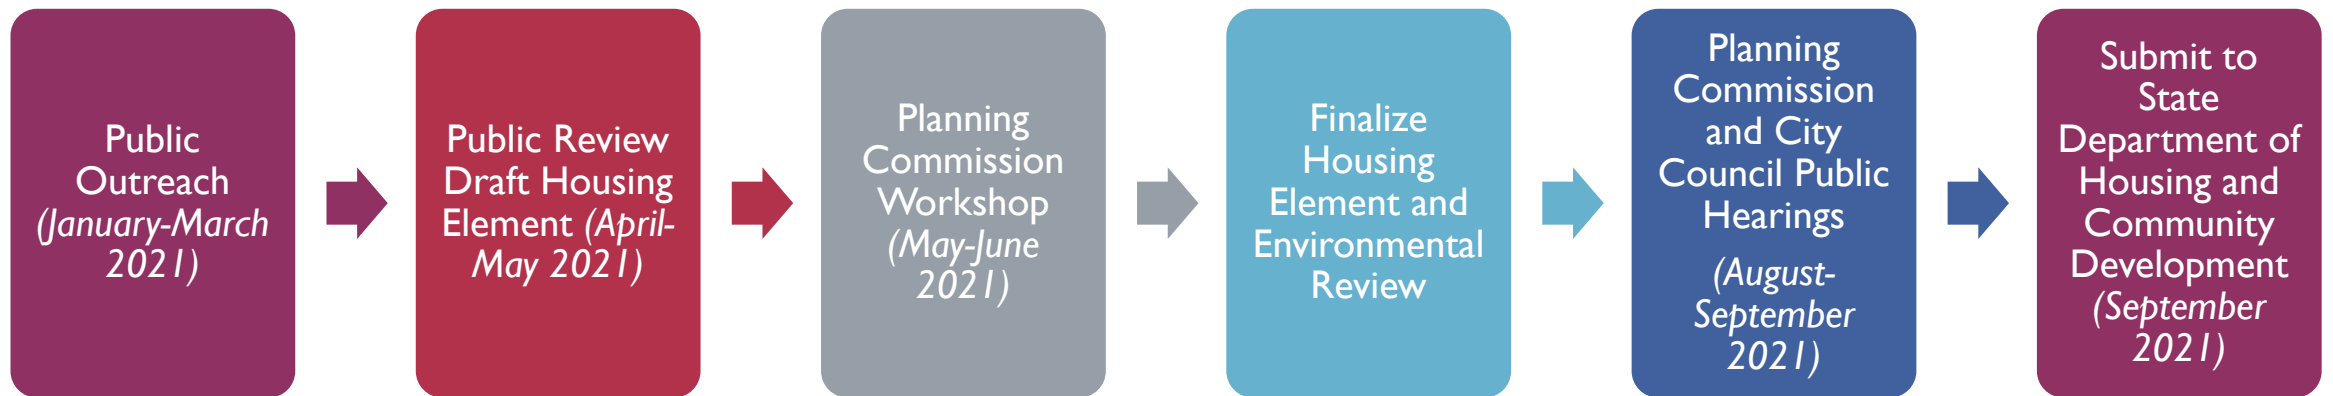 Public
Outreach
(January-March
2021)
Public Review
Draft Housing
Element (April-
May 2021)
Planning
Commission
Workshop
(May-June
2021)
Finalize
Housing
Element and
Environmental
Review
Planning
Commission
and City
Council Public
Hearings
(August-
September
2021)
Submit to
State
Department of
Housing and
Community
Development
(September
2021)